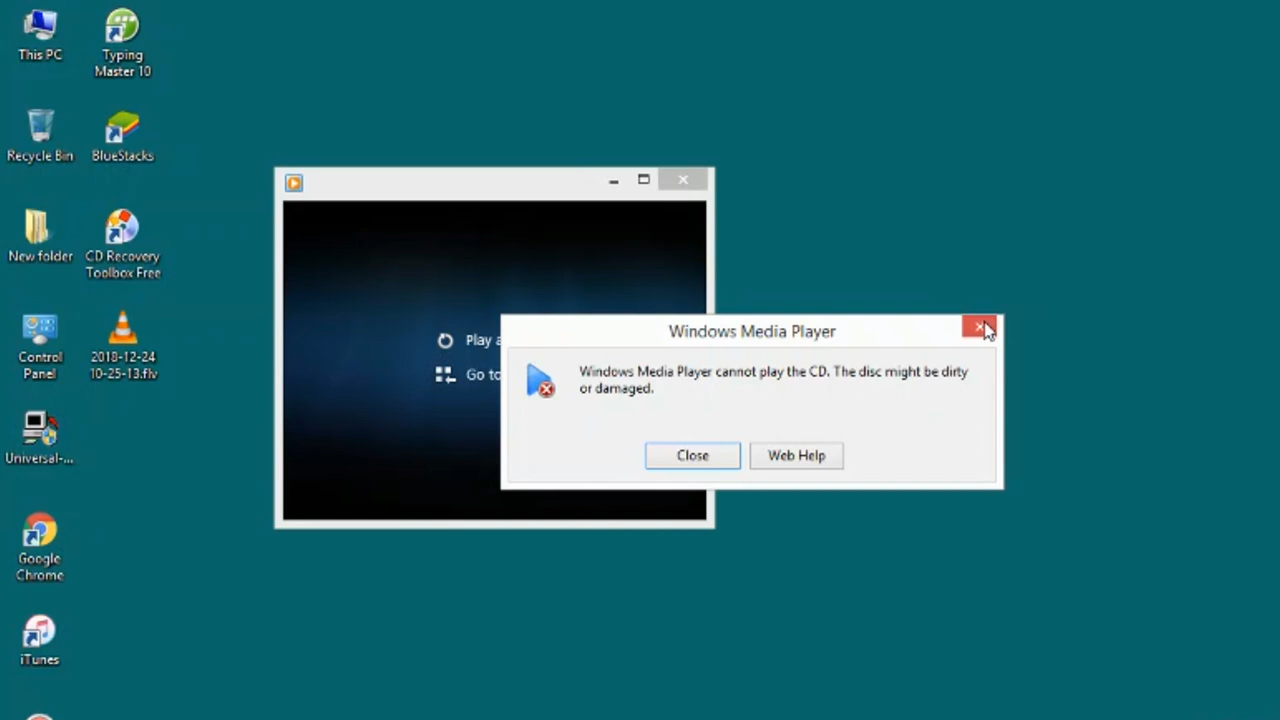 This PC
Typing
Master 10
Recycle Bin
BlueStacks
New folder
CD Recovery
Toolbox Free
Control
Panel
2018-12-24
10-25-13.flv
Universal-...
Google
Chrome
iTunes
Play a
Go to
Windows Media Player
Windows Media Player cannot play the CD. The disc might be dirty
or damaged.
Close
Web Help